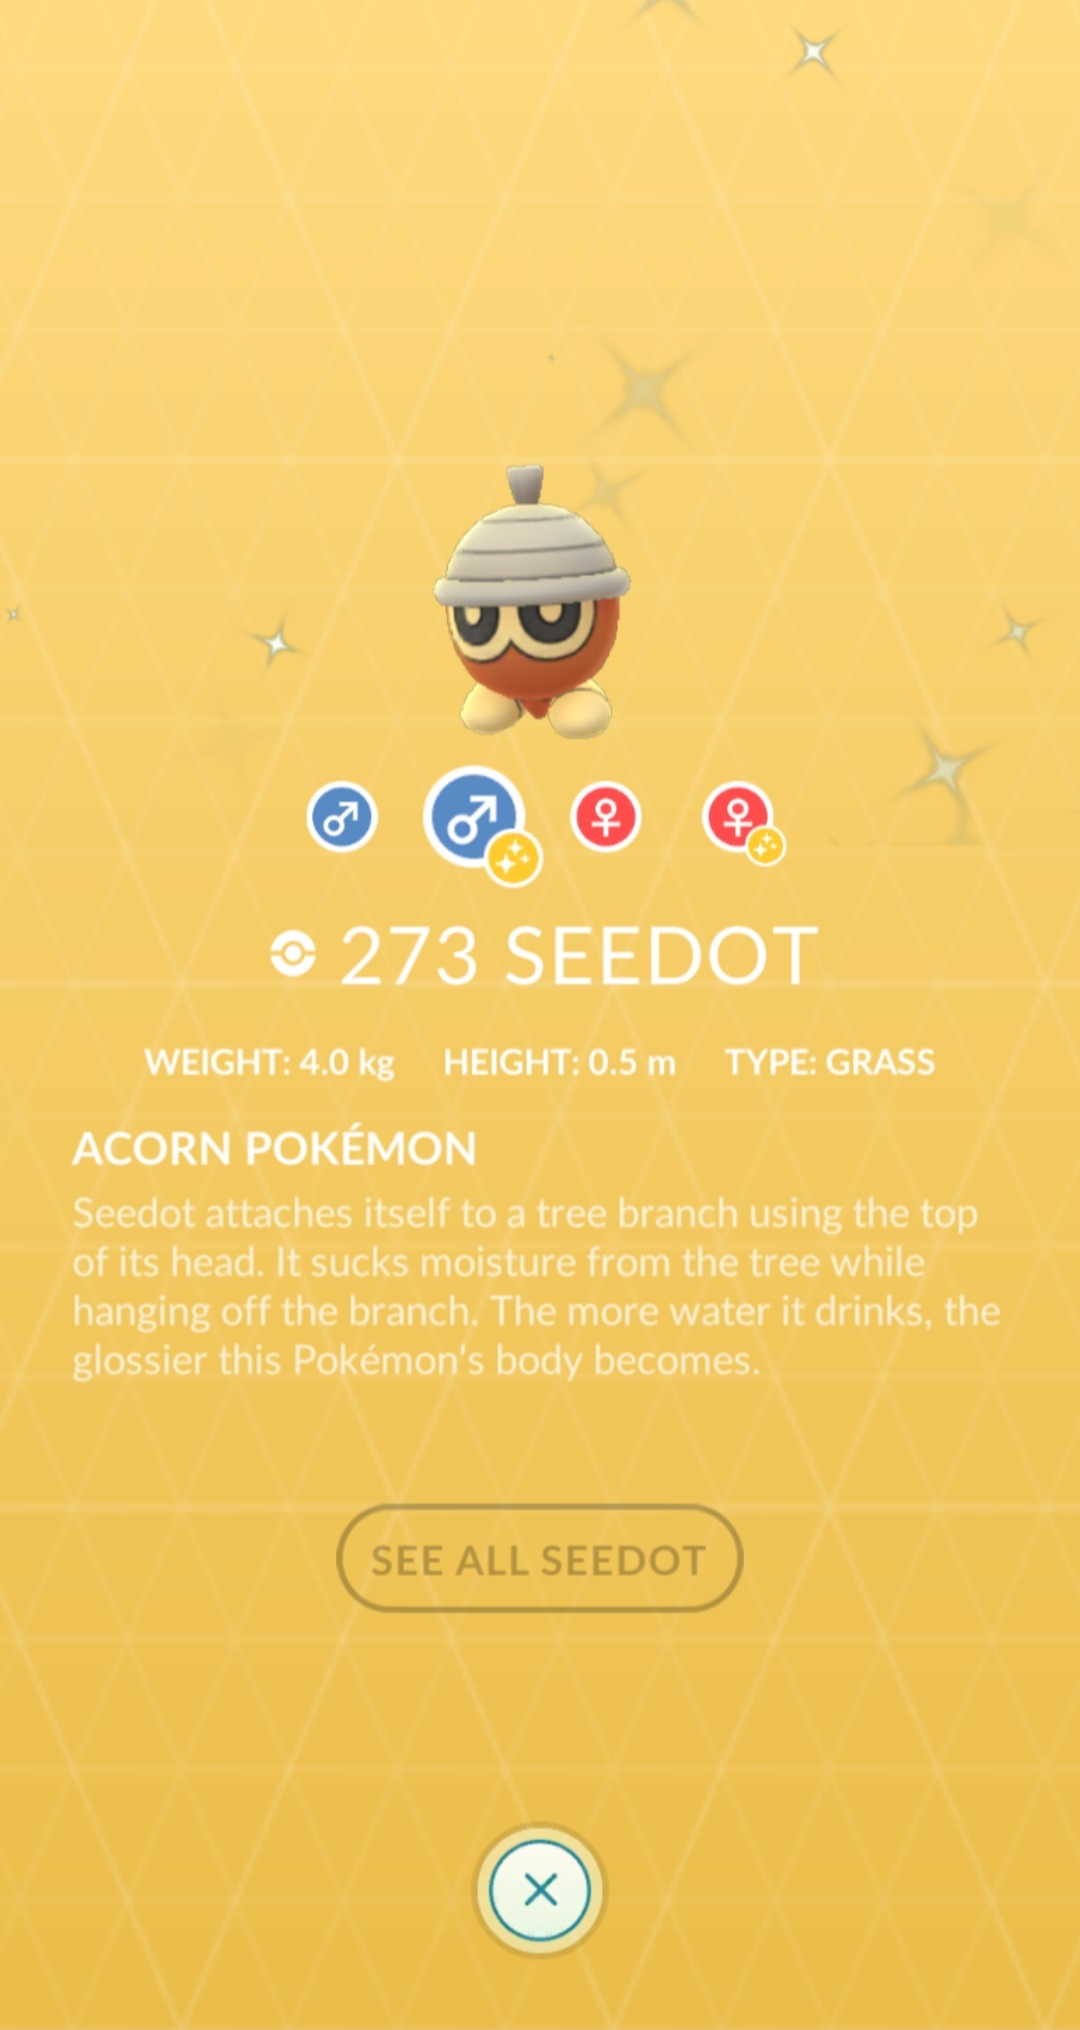 273 SEEDOT
WEIGHT: 4.0 kg HEIGHT: 0.5 m TYPE: GRASS
ACORN POKÉMON
Seedot attaches itself to a tree branch using the top
of its head. It sucks moisture from the tree while
hanging off the branch. The more water it drinks, the
glossier this Pokémon's body becomes.
SEE ALL SEEDOT